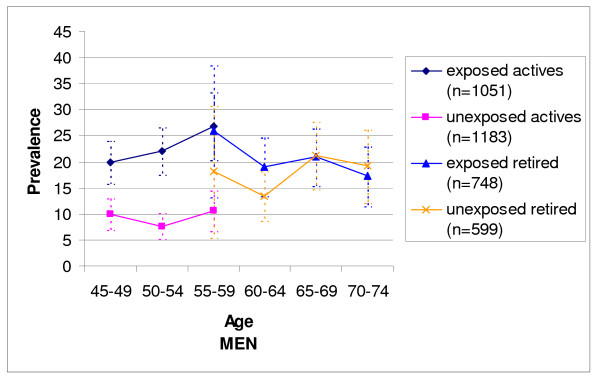 45
40
35
30
25
20
15
10
5
0
Prevalence
45-49 50-54 55-59 60-64 65-69 70-74
Age
MEN
exposed actives
(n=1051)
unexposed actives
(n=1183)
exposed retired
(n=748)
unexposed retired
(n=599)